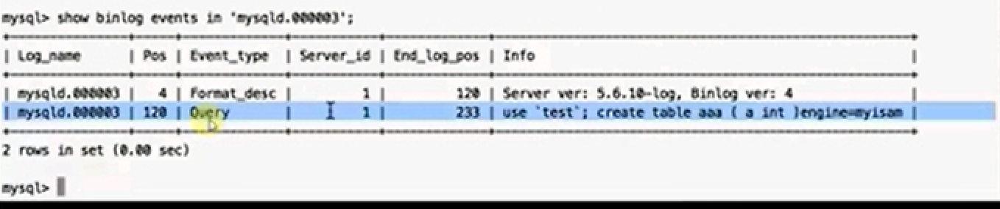 mysql> show binlog events in 'mysqld.000003';
| Log_name | Pos | Event_type | Server_id | End_log_pos | Info |
| mysqld.000003 | 4 | Format_desc | 1 | 120 | Server ver: 5.6.10-log, Binlog ver: 4 |
| mysqld.000003 | 120 | Query | 1 | 233 | use `test`; create table aaa ( a int )engine=myisam |
2 rows in set (0.00 sec)
mysql>